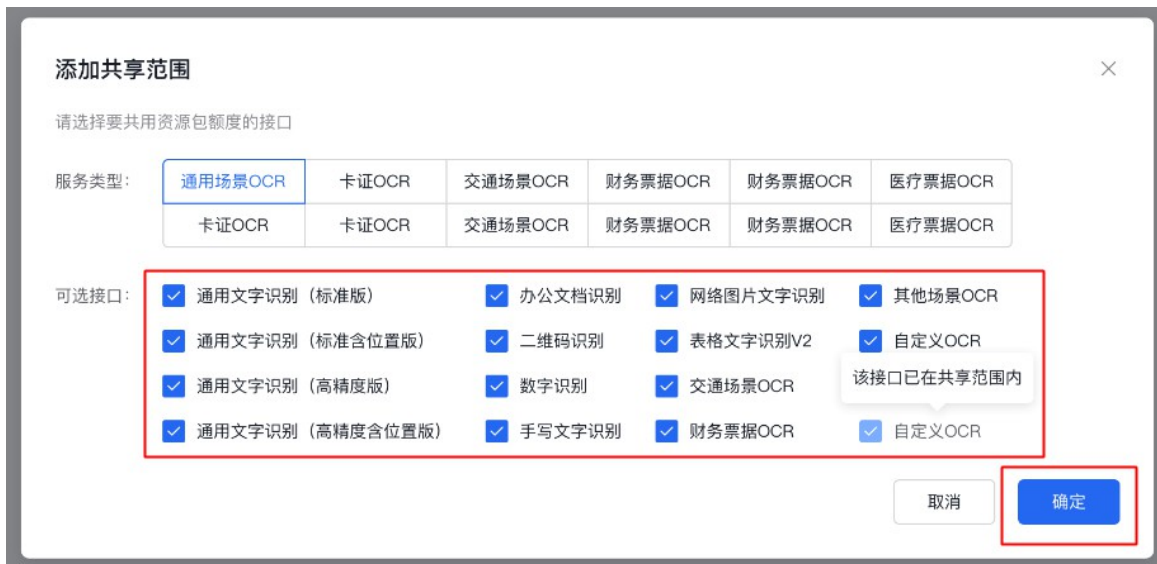 添加共享范围
请选择要共用资源包额度的接口
服务类型: 通用场景OCR 卡证OCR 交通场景OCR 财务票据OCR 财务票据OCR 医疗票据OCR
卡证OCR 卡证OCR 交通场景OCR 财务票据OCR 财务票据OCR 医疗票据OCR
可选接口: 通用文字识别（标准版） 办公文档识别 网络图片文字识别 其他场景OCR
通用文字识别（标准含位置版） 二维码识别 表格文字识别V2 自定义OCR
通用文字识别（高精度版） 数字识别 交通场景OCR 该接口已在共享范围内
通用文字识别（高精度含位置版） 手写文字识别 财务票据OCR 自定义OCR
取消 确定